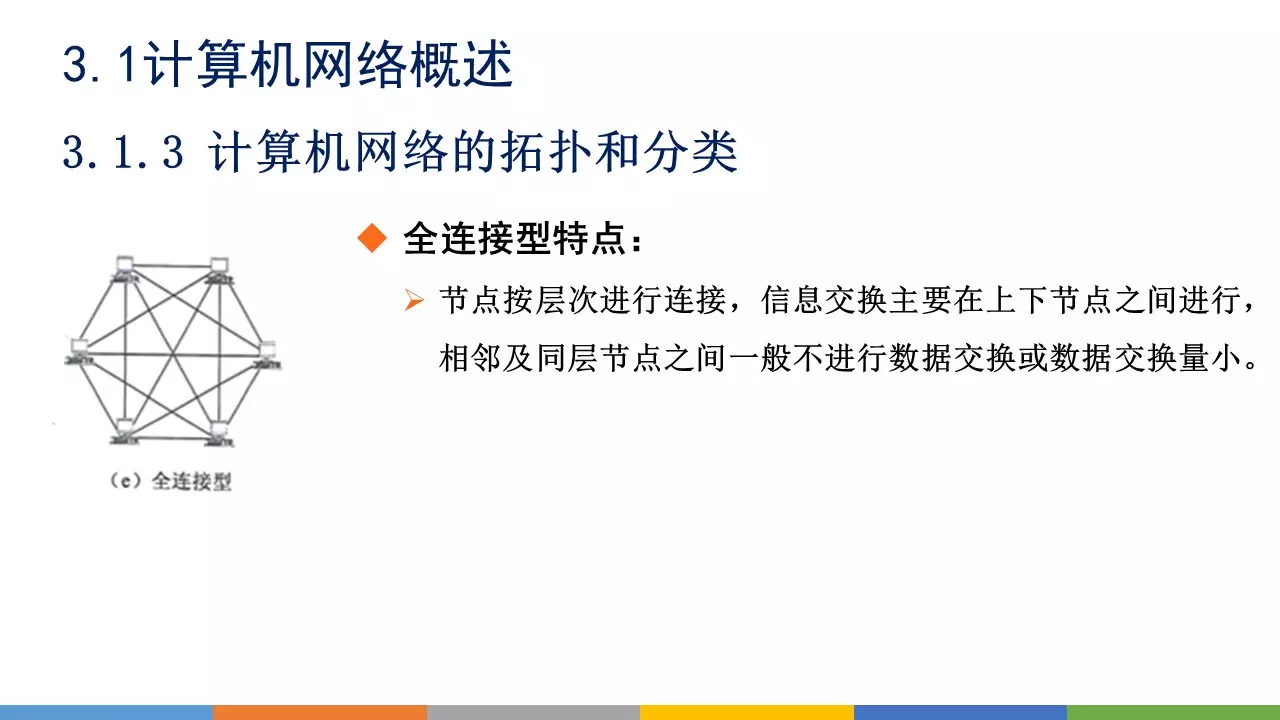 3.1计算机网络概述
3.1.3 计算机网络的拓扑和分类
全连接型特点：
节点按层次进行连接，信息交换主要在上下节点之间进行，
相邻及同层节点之间一般不进行数据交换或数据交换量小。
（e）全连接型